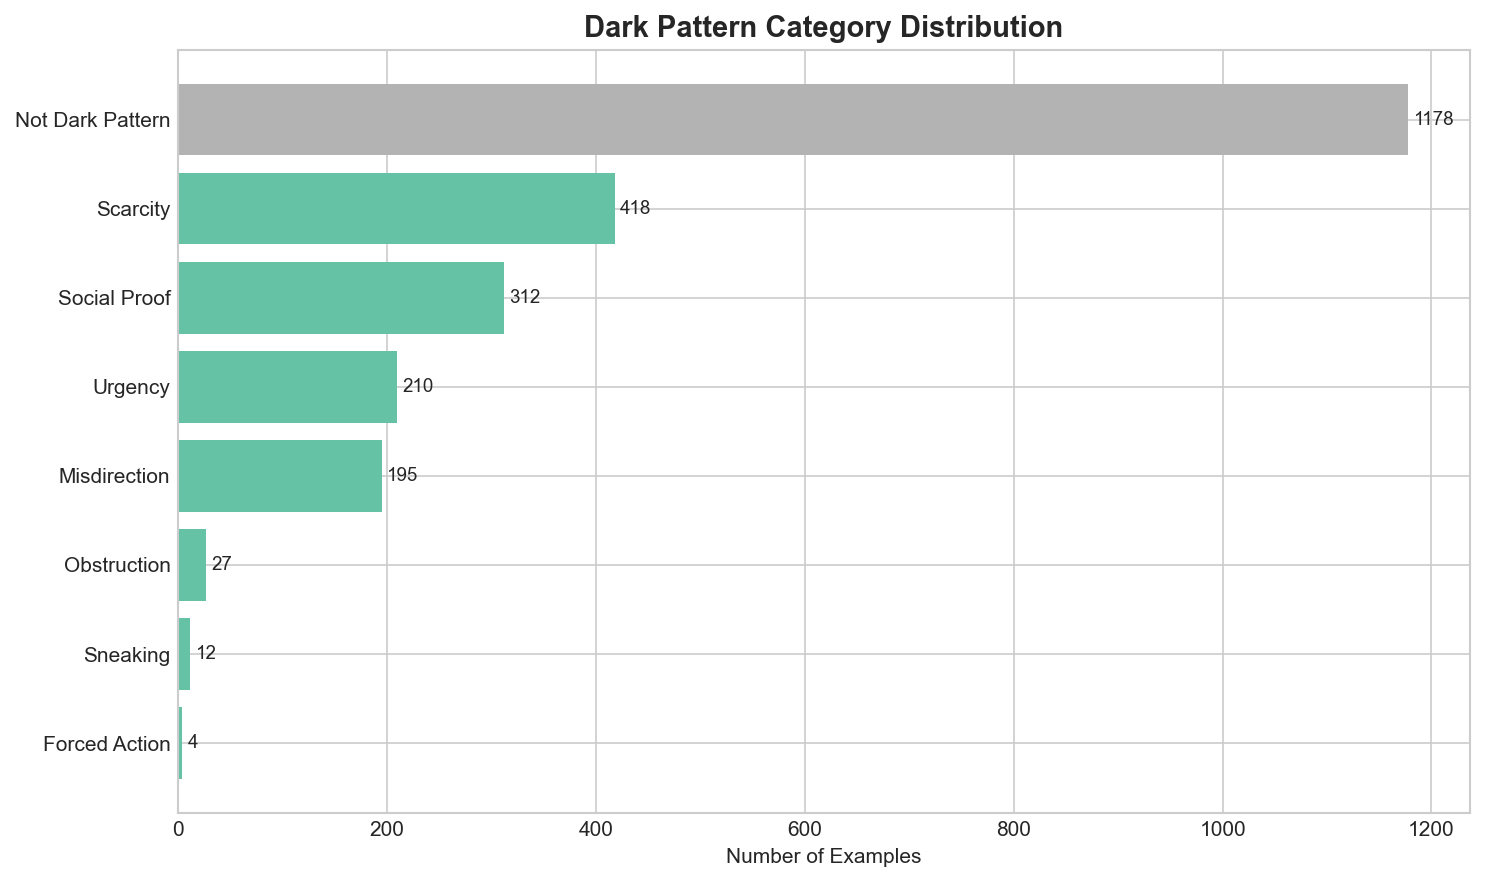 Dark Pattern Category Distribution
Not Dark Pattern 1178
Scarcity 418
Social Proof 312
Urgency 210
Misdirection 195
Obstruction 27
Sneaking 12
Forced Action 4
0 200 400 600 800 1000 1200
Number of Examples